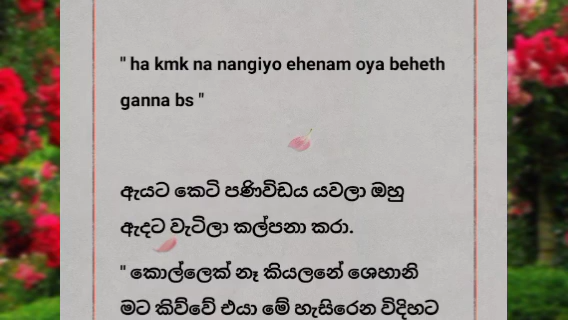 " ha kmk na nangiyo ehenam oya beheth
ganna bs "
ඇයට කෙටි පණිවිඩය යවලා ඔහු
ඇදට වැටිලා කල්පනා කරා.
" කොල්ලෙක් නෑ කියලනේ ශෙහානි
මට කිව්වේ එයා මේ හැසිරෙන විදිහට